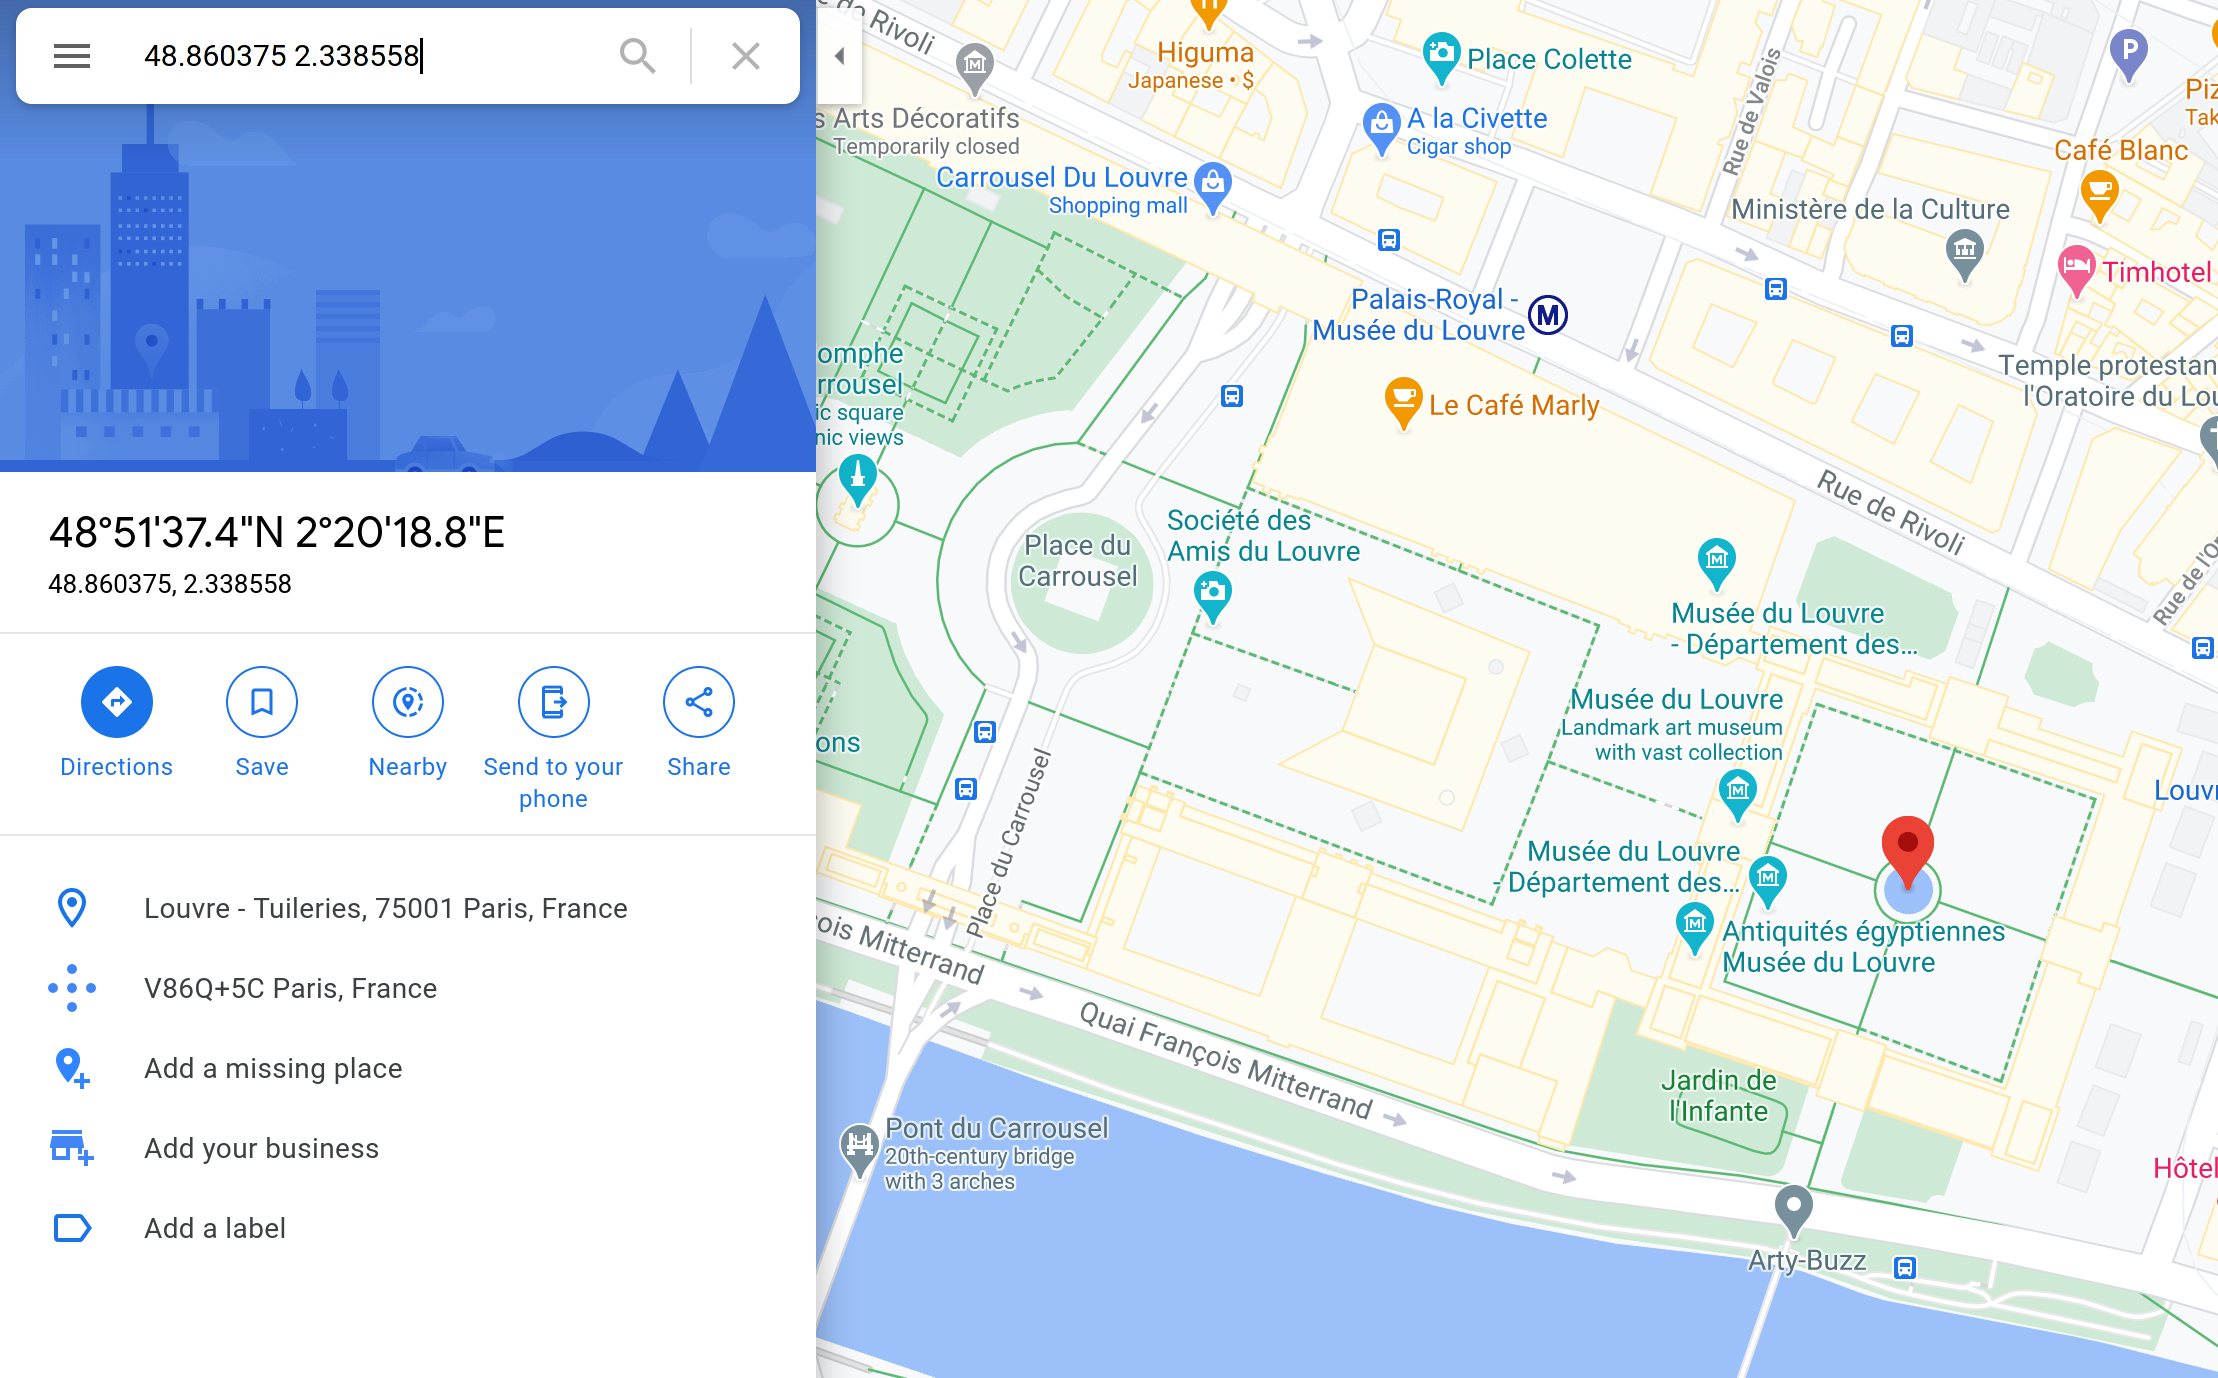 48.860375 2.338558
48°51'37.4"N 2°20'18.8"E
48.860375, 2.338558
Directions
Save
Nearby
Send to your
phone
Share
Louvre - Tuileries, 75001 Paris, France
V86Q+5C Paris, France
Add a missing place
Add your business
Add a label
de Rivoli
Higuma
Japanese • $
Place Colette
s Arts Décoratifs
Temporarily closed
A la Civette
Cigar shop
Carrousel Du Louvre
Shopping mall
Rue de Valois
P
Piz
Tak
Café Blanc
Ministère de la Culture
Timhotel
Palais-Royal -
Musée du Louvre
M
omphe
rrousel
ic square
nic views
Le Café Marly
Temple protestan
l'Oratoire du Lou
Rue de Rivoli
Rue de l'O
Société des
Amis du Louvre
Place du
Carrousel
Musée du Louvre
- Département des...
Musée du Louvre
Landmark art museum
with vast collection
ons
Place du Carrousel
Louvr
Musée du Louvre
- Département des...
Antiquités égyptiennes
Musée du Louvre
ois Mitterrand
Quai François Mitterrand
Jardin de
l'Infante
Pont du Carrousel
20th-century bridge
with 3 arches
Hôtel
Arty-Buzz